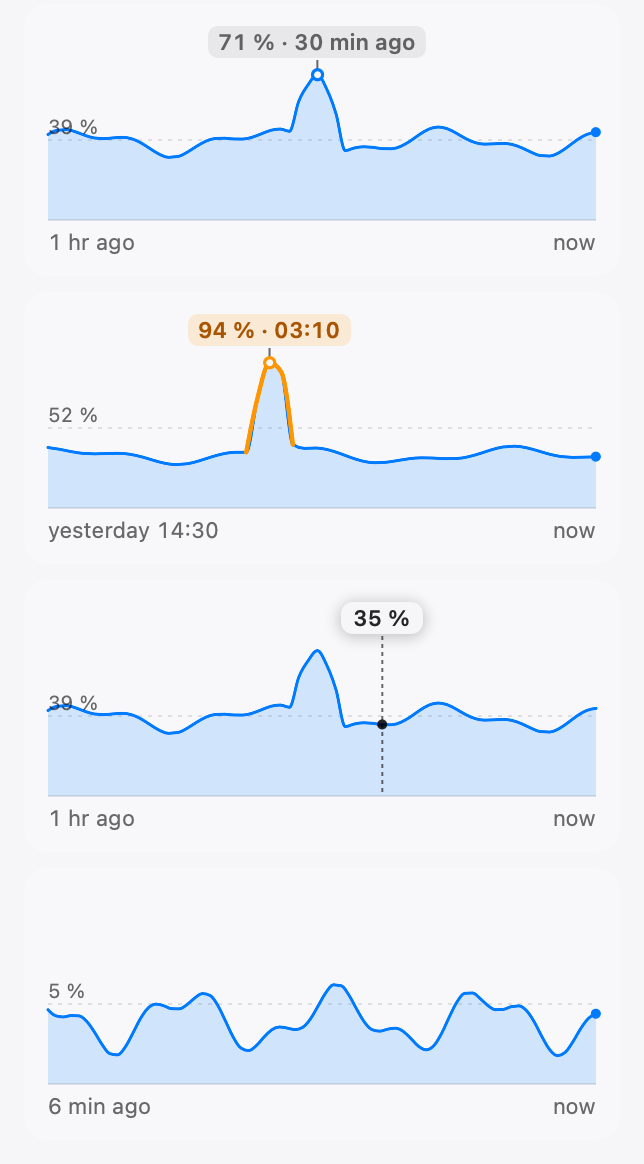 71 % · 30 min ago
39 %
1 hr ago now
94 % · 03:10
52 %
yesterday 14:30 now
35 %
39 %
1 hr ago now
5 %
6 min ago now